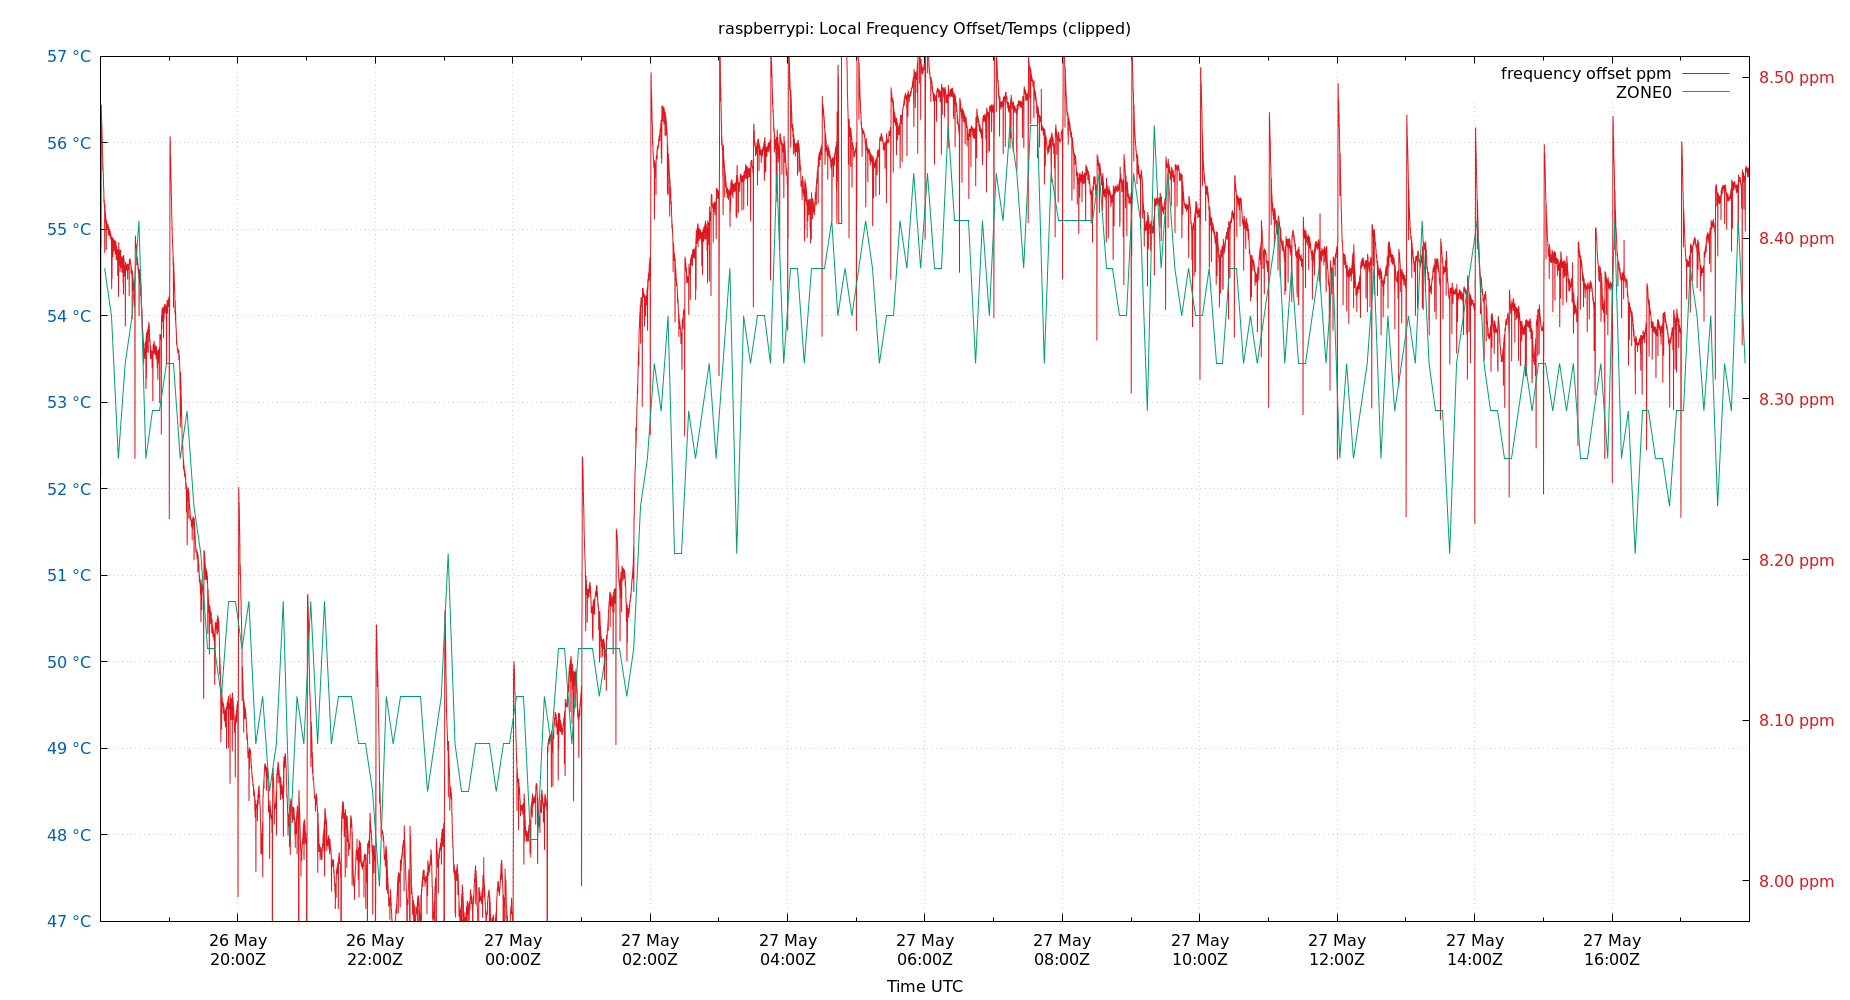 raspberrypi: Local Frequency Offset/Temps (clipped)
frequency offset ppm
ZONE0
57 °C
56 °C
55 °C
54 °C
53 °C
52 °C
51 °C
50 °C
49 °C
48 °C
47 °C
8.50 ppm
8.40 ppm
8.30 ppm
8.20 ppm
8.10 ppm
8.00 ppm
26 May
20:00Z
26 May
22:00Z
27 May
00:00Z
27 May
02:00Z
27 May
04:00Z
27 May
06:00Z
27 May
08:00Z
27 May
10:00Z
27 May
12:00Z
27 May
14:00Z
27 May
16:00Z
Time UTC